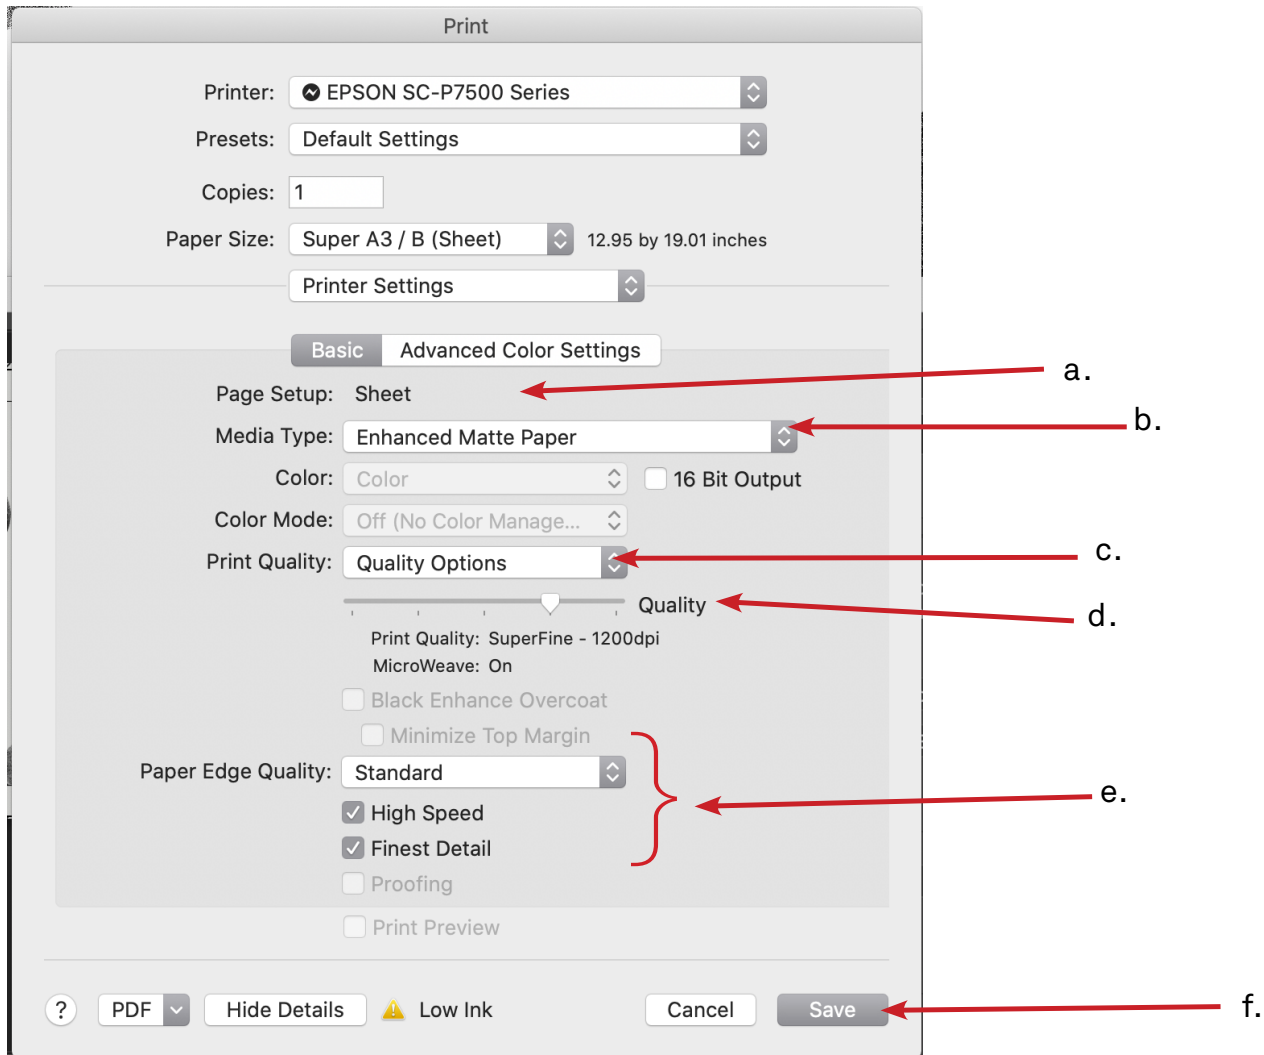 Print
Printer: EPSON SC-P7500 Series
Presets: Default Settings
Copies: 1
Paper Size: Super A3 / B (Sheet) 12.95 by 19.01 inches
Printer Settings
Basic Advanced Color Settings
Page Setup: Sheet a.
Media Type: Enhanced Matte Paper b.
Color: Color 16 Bit Output
Color Mode: Off (No Color Manage...
Print Quality: Quality Options c.
Quality d.
Print Quality: SuperFine - 1200dpi
MicroWeave: On
Black Enhance Overcoat
Minimize Top Margin
Paper Edge Quality: Standard e.
High Speed
Finest Detail
Proofing
Print Preview
? PDF Hide Details Low Ink Cancel Save f.